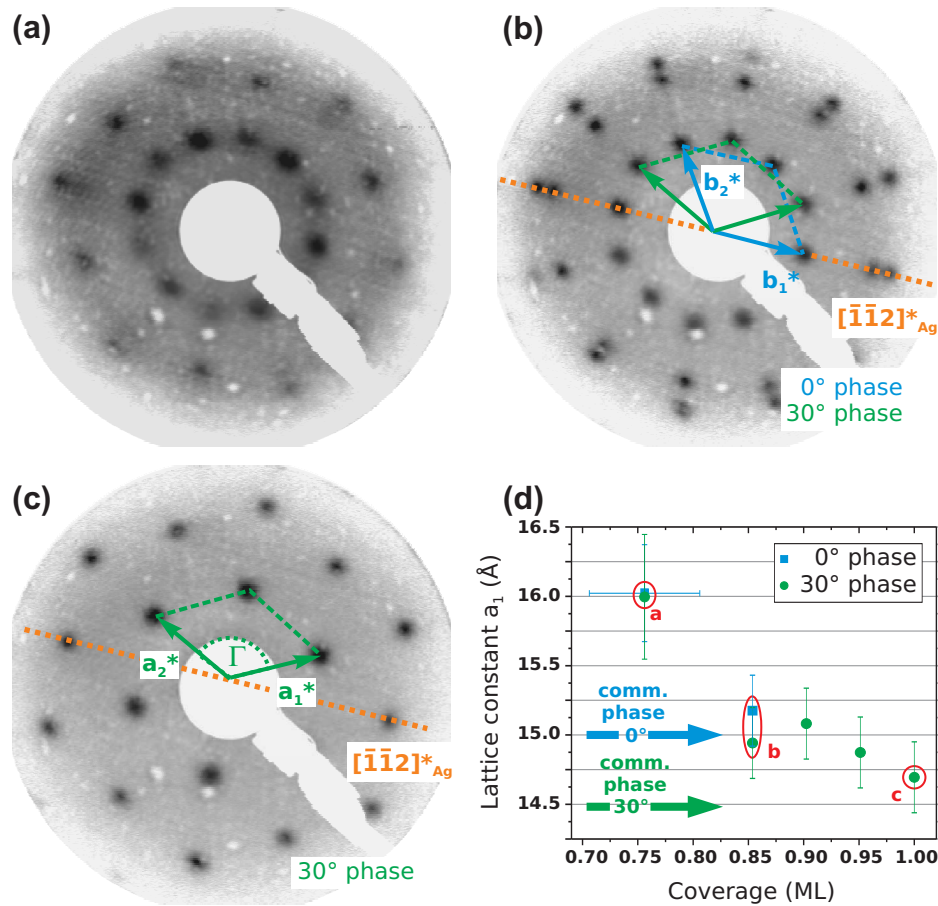 (a)
(b)
b₂*
b₁*
[1̄1̄2]*Ag
0° phase
30° phase
(c)
Γ
a₂*
a₁*
[1̄1̄2]*Ag
30° phase
(d)
16.5
16.0
15.5
15.0
14.5
Lattice constant a₁ (Å)
0° phase
30° phase
a
comm.
phase
0°
b
comm.
phase
30°
c
0.70 0.75 0.80 0.85 0.90 0.95 1.00
Coverage (ML)